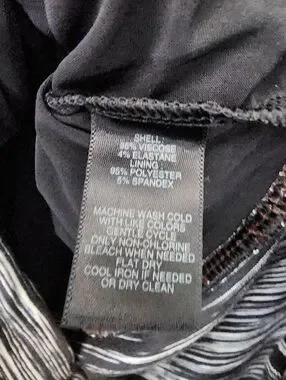 SHELL:
96% VISCOSE
4% ELASTANE
LINING:
95% POLYESTER
5% SPANDEX
MACHINE WASH COLD
WITH LIKE COLORS
GENTLE CYCLE
ONLY NON-CHLORINE
BLEACH WHEN NEEDED
FLAT DRY
COOL IRON IF NEEDED
OR DRY CLEAN